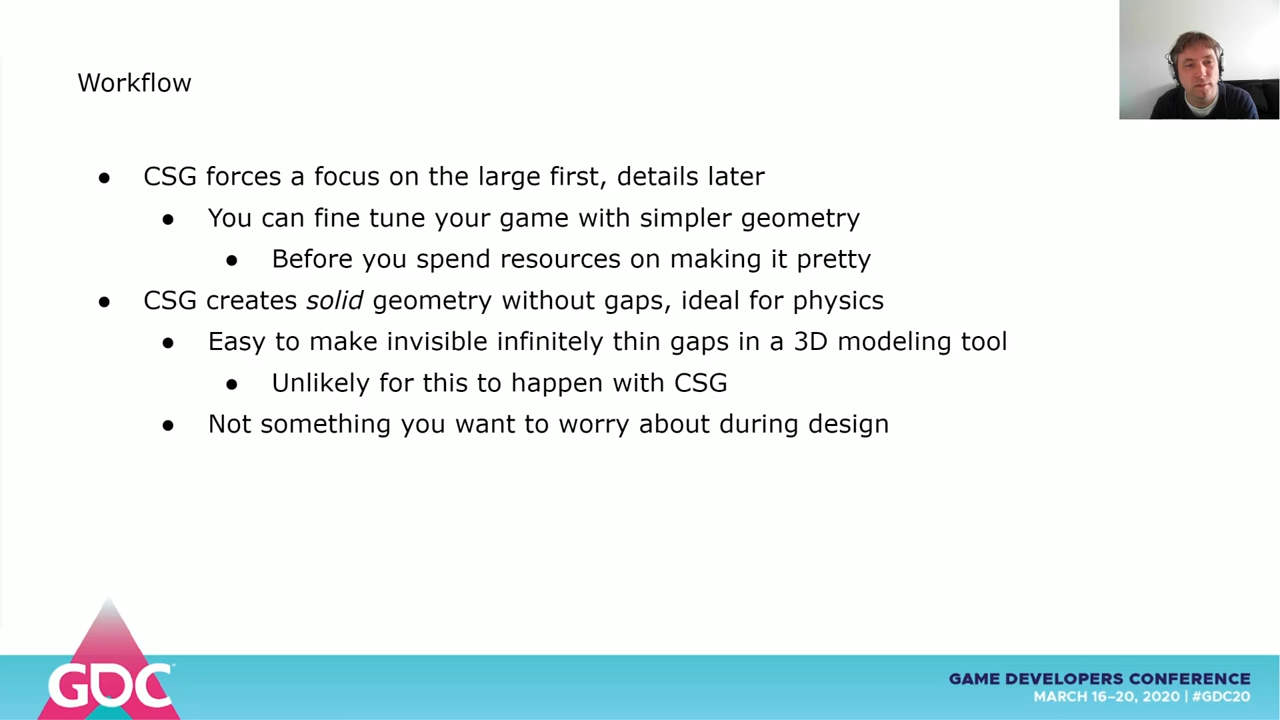 Workflow
● CSG forces a focus on the large first, details later
● You can fine tune your game with simpler geometry
● Before you spend resources on making it pretty
● CSG creates solid geometry without gaps, ideal for physics
● Easy to make invisible infinitely thin gaps in a 3D modeling tool
● Unlikely for this to happen with CSG
● Not something you want to worry about during design
GDC
GAME DEVELOPERS CONFERENCE
MARCH 16–20, 2020 | #GDC20